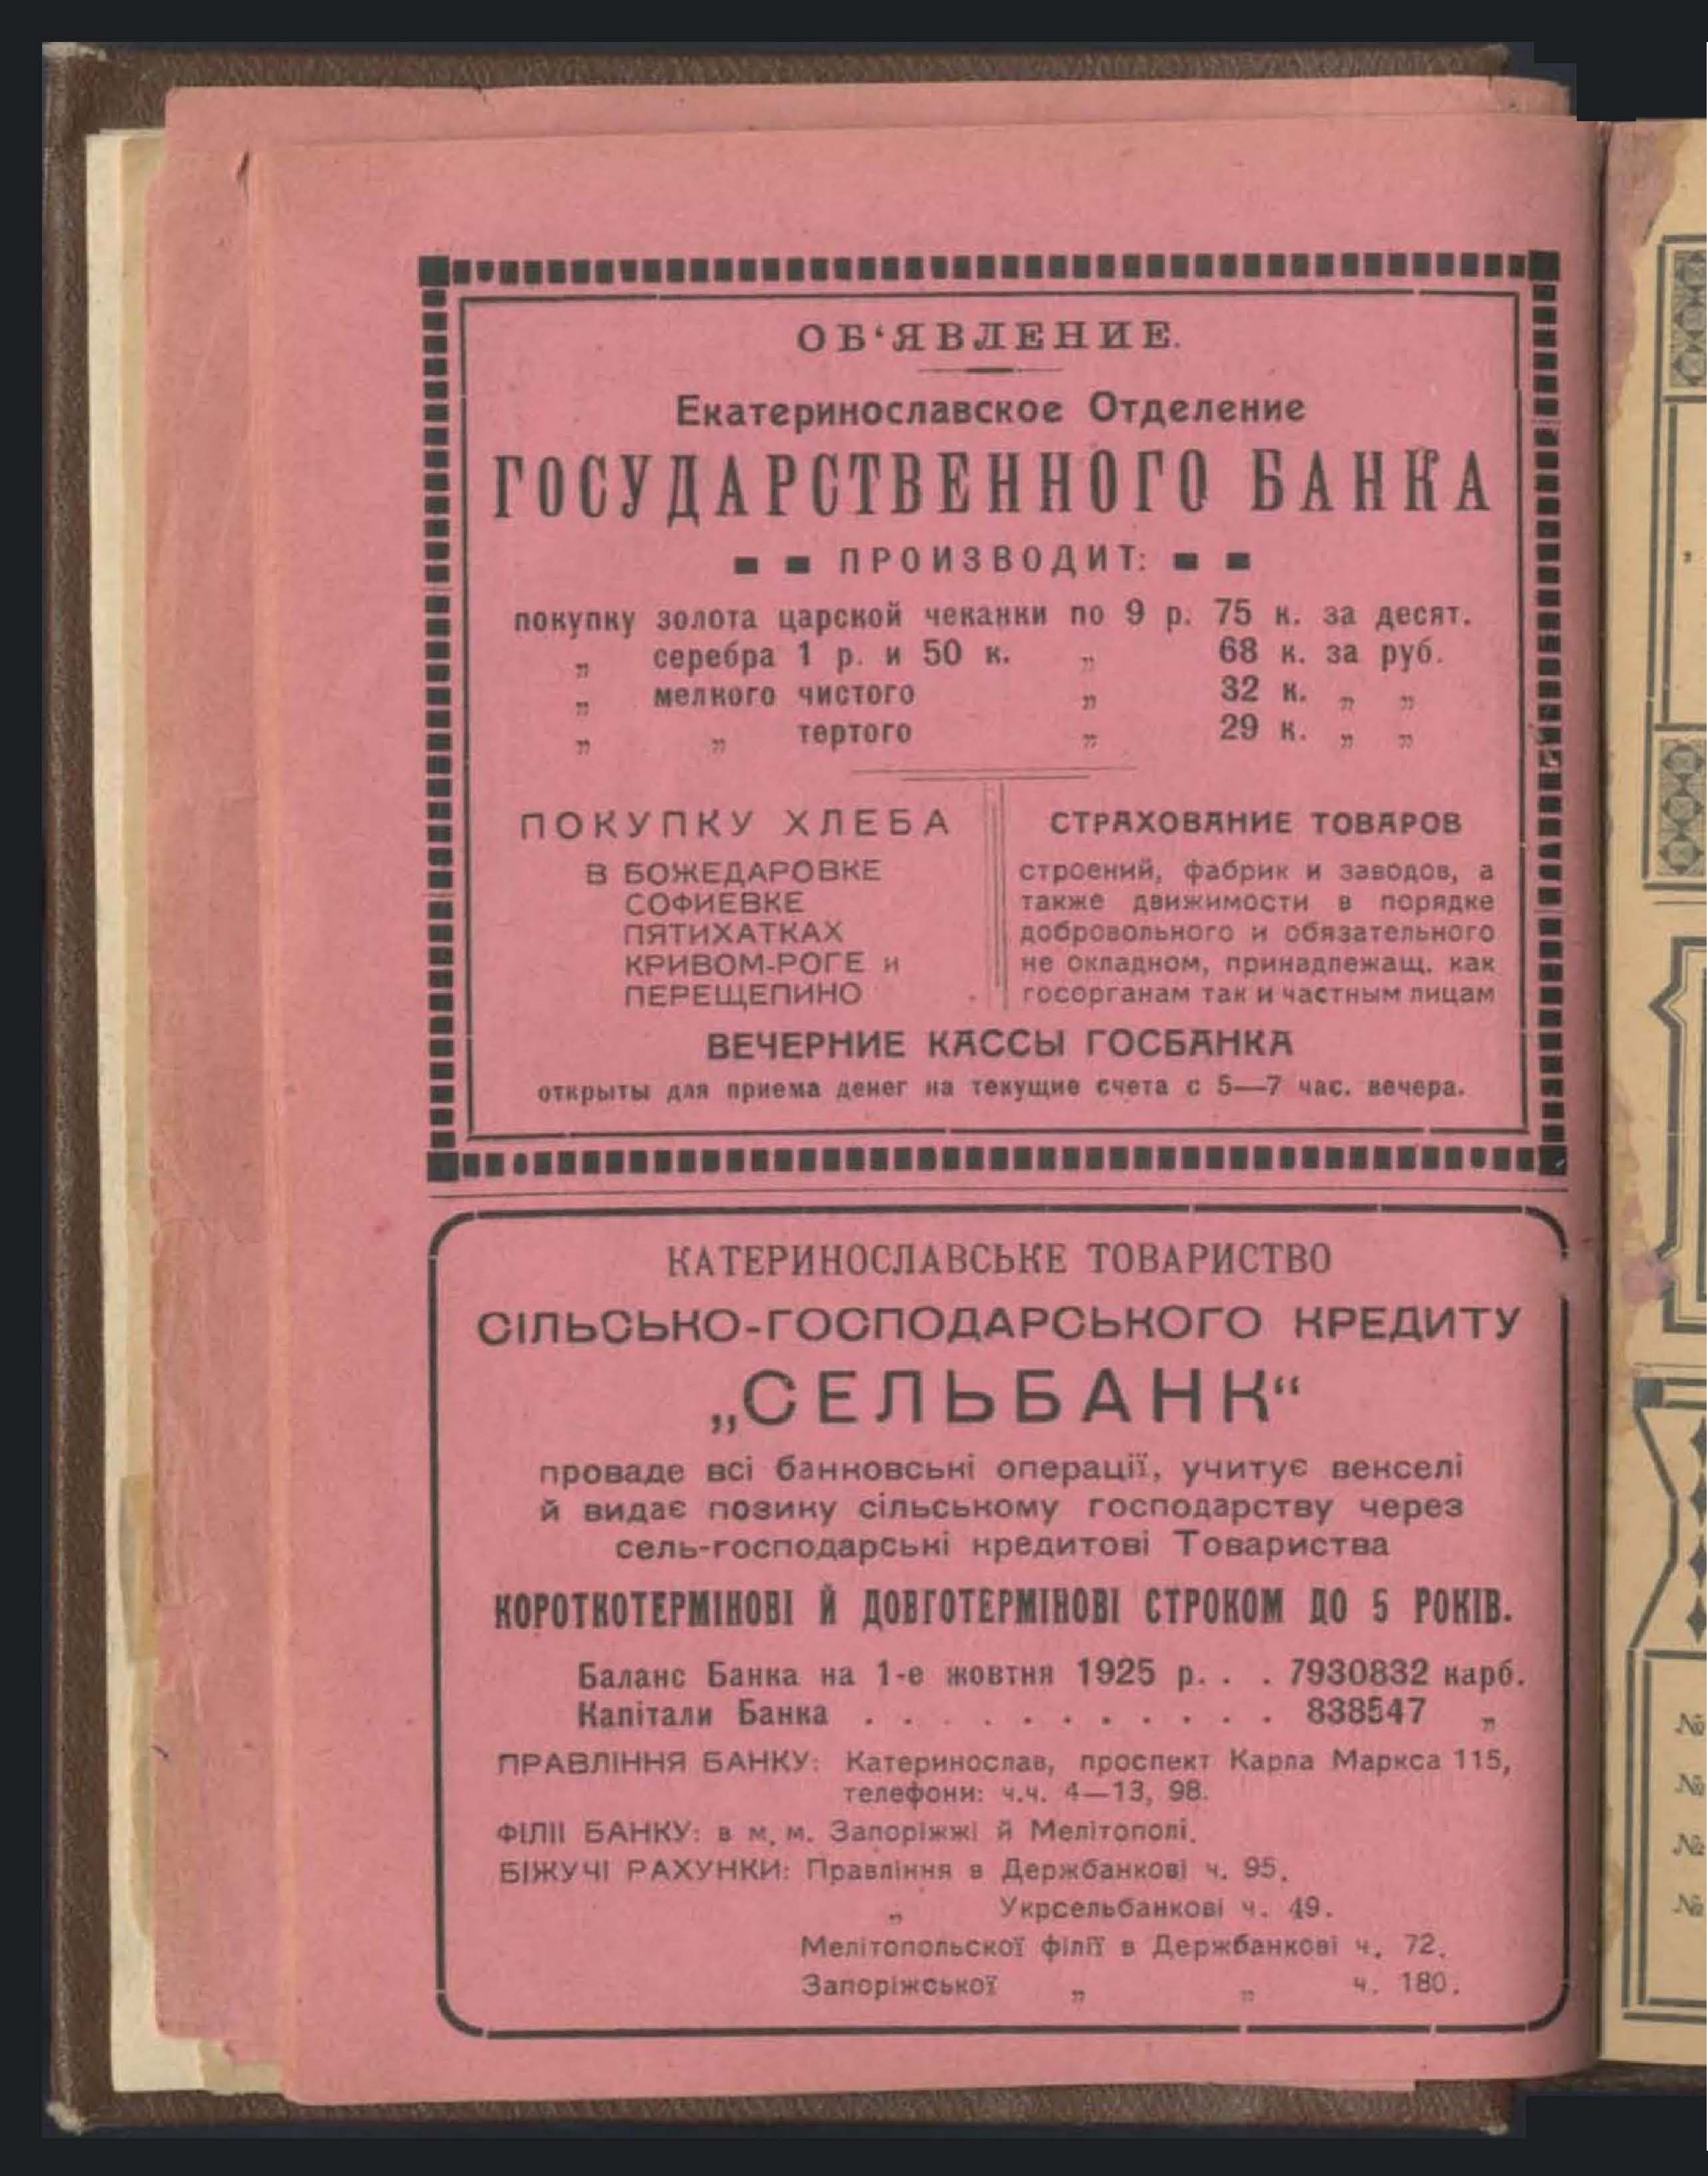 ОБ‘ЯВЛЕНИЕ.
Екатеринославское Отделение
ГОСУДАРСТВЕННОГО БАНКА
ПРОИЗВОДИТ:
покупку золота царской чеканки по 9 р. 75 к. за десят.
„ серебра 1 р. и 50 к. „ 68 к. за руб.
„ мелкого чистого „ 32 к. „ „
„ „ тертого „ 29 к. „ „
ПОКУПКУ ХЛЕБА
В БОЖЕДАРОВКЕ
СОФИЕВКЕ
ПЯТИХАТКАХ
КРИВОМ-РОГЕ и
ПЕРЕЩЕПИНО
СТРАХОВАНИЕ ТОВАРОВ
строений, фабрик и заводов, а
также движимости в порядке
добровольного и обязательного
не окладном, принадлежащ. как
госорганам так и частным лицам
ВЕЧЕРНИЕ КАССЫ ГОСБАНКА
открыты для приема денег на текущие счета с 5—7 час. вечера.
КАТЕРИНОСЛАВСЬКЕ ТОВАРИСТВО
СІЛЬСЬКО-ГОСПОДАРСЬКОГО КРЕДИТУ
„СЕЛЬБАНК“
проваде всі банковські операції, учитує векселі
й видає позику сільському господарству через
сель-господарські кредитові Товариства
КОРОТКОТЕРМІНОВІ Й ДОВГОТЕРМІНОВІ СТРОКОМ ДО 5 РОКІВ.
Баланс Банка на 1-е жовтня 1925 р. . . 7930832 карб.
Капітали Банка . . . . . . . . . . . 838547 „
ПРАВЛІННЯ БАНКУ: Катеринослав, проспект Карла Маркса 115,
телефони: ч.ч. 4—13, 98.
ФІЛІІ БАНКУ: в м. м. Запоріжжі й Мелітополі.
БІЖУЧІ РАХУНКИ: Правління в Держбанкові ч. 95.
„ Укрсельбанкові ч. 49.
Мелітопольскої філії в Держбанкові ч. 72.
Запоріжської „ „ ч. 180.
№
№
№
№